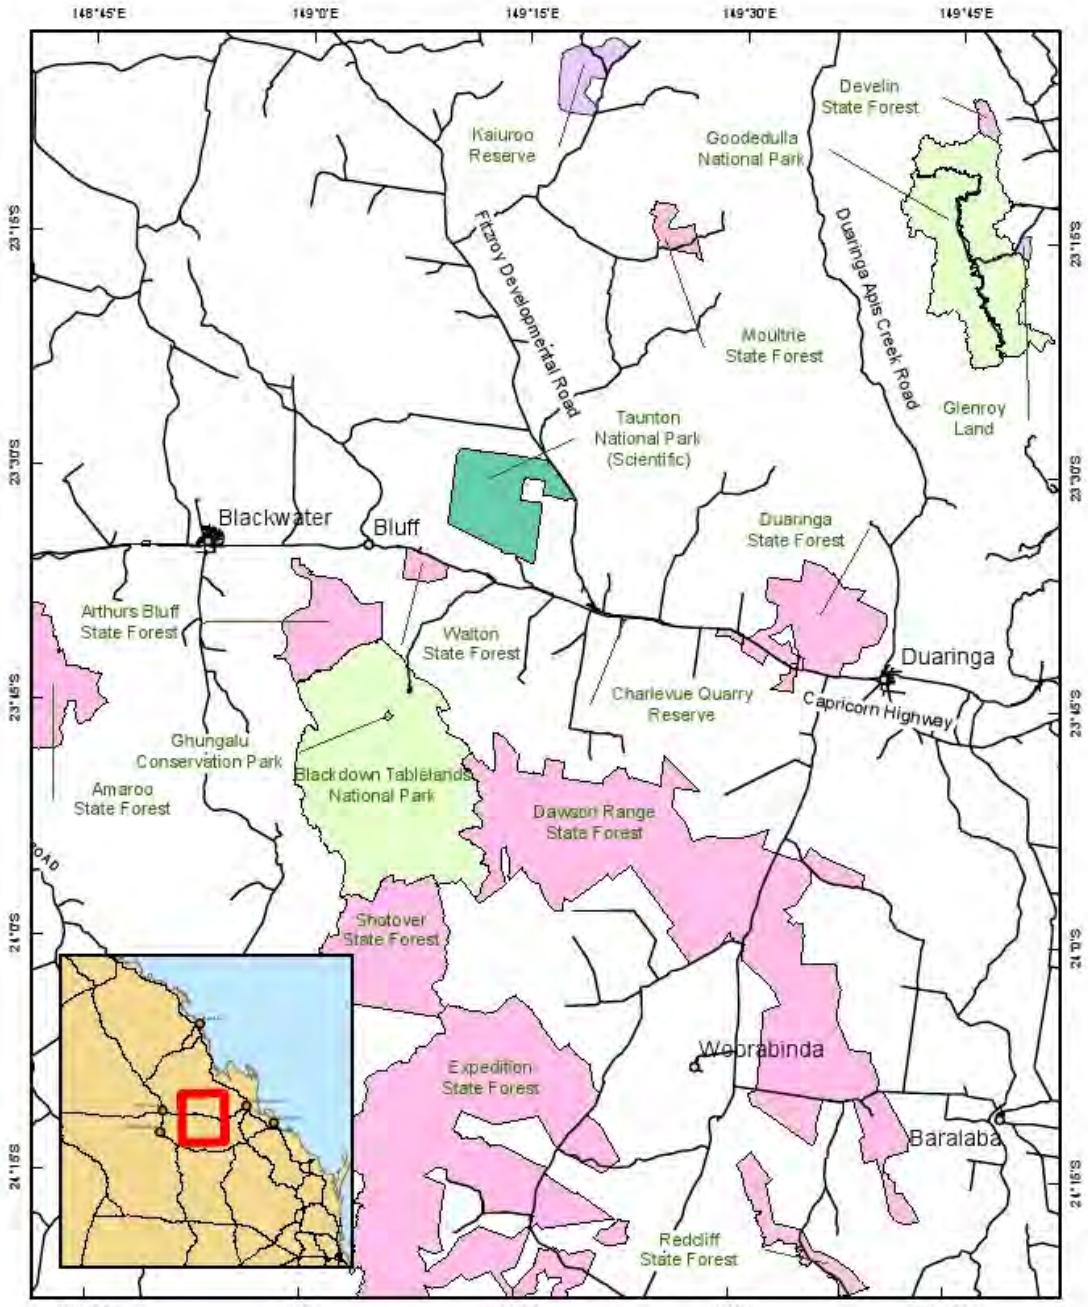 148°45'E
149°0'E
149°15'E
149°30'E
149°45'E
Develin
State Forest
Kaiuroo
Reserve
Goodedulla
National Park
23°15'S
23°15'S
Fitzroy Developmental Road
Duaringa Apis Creek Road
Moultrie
State Forest
Glenroy
Land
Taunton
National Park
(Scientific)
23°30'S
23°30'S
Blackwater
Bluff
Duaringa
State Forest
Arthurs Bluff
State Forest
Walton
State Forest
Duaringa
Charlevue Quarry
Reserve
Capricorn Highway
23°45'S
23°45'S
Ghungalu
Conservation Park
Blackdown Tablelands
National Park
Amaroo
State Forest
Dawson Range
State Forest
ROAD
Shotover
State Forest
24°0'S
24°0'S
Woorabinda
Expedition
State Forest
Baralaba
24°15'S
24°15'S
Redcliff
State Forest